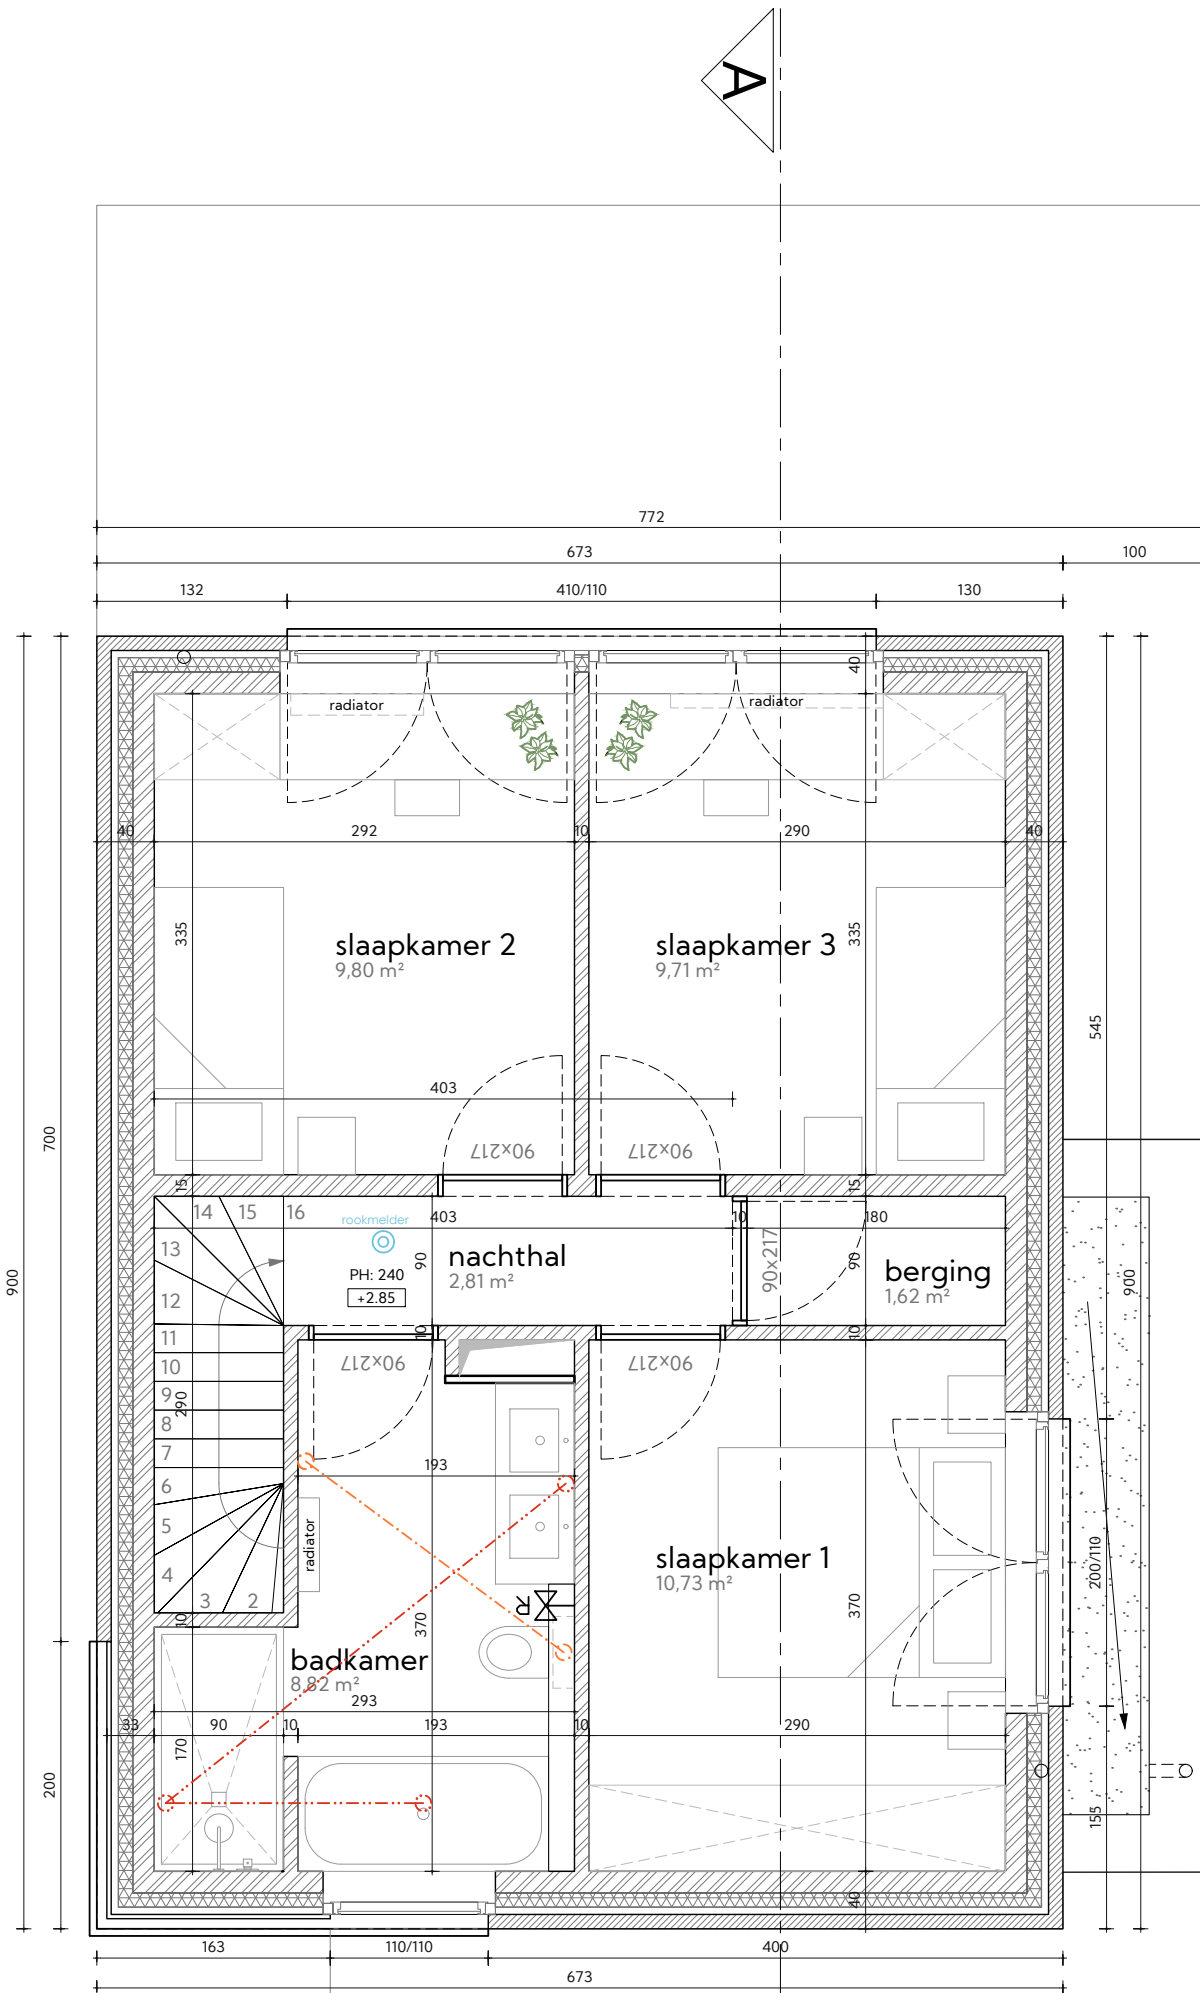 A
772
673
100
132
410/110
130
40
radiator
radiator
40
292
10
290
40
335
335
slaapkamer 2
9,80 m²
slaapkamer 3
9,71 m²
545
403
700
90x217
90x217
15
15
14
15
16
rookmelder
403
10
180
13
90
nachthal
2,81 m²
90x217
90
berging
1,62 m²
PH: 240
+2.85
12
900
900
11
10
10
10
90x217
90x217
9
290
8
7
193
6
5
radiator
slaapkamer 1
10,73 m²
200/110
4
3
2
R
10
370
370
badkamer
8,82 m²
293
33
90
10
193
10
290
170
200
155
40
163
110/110
400
673